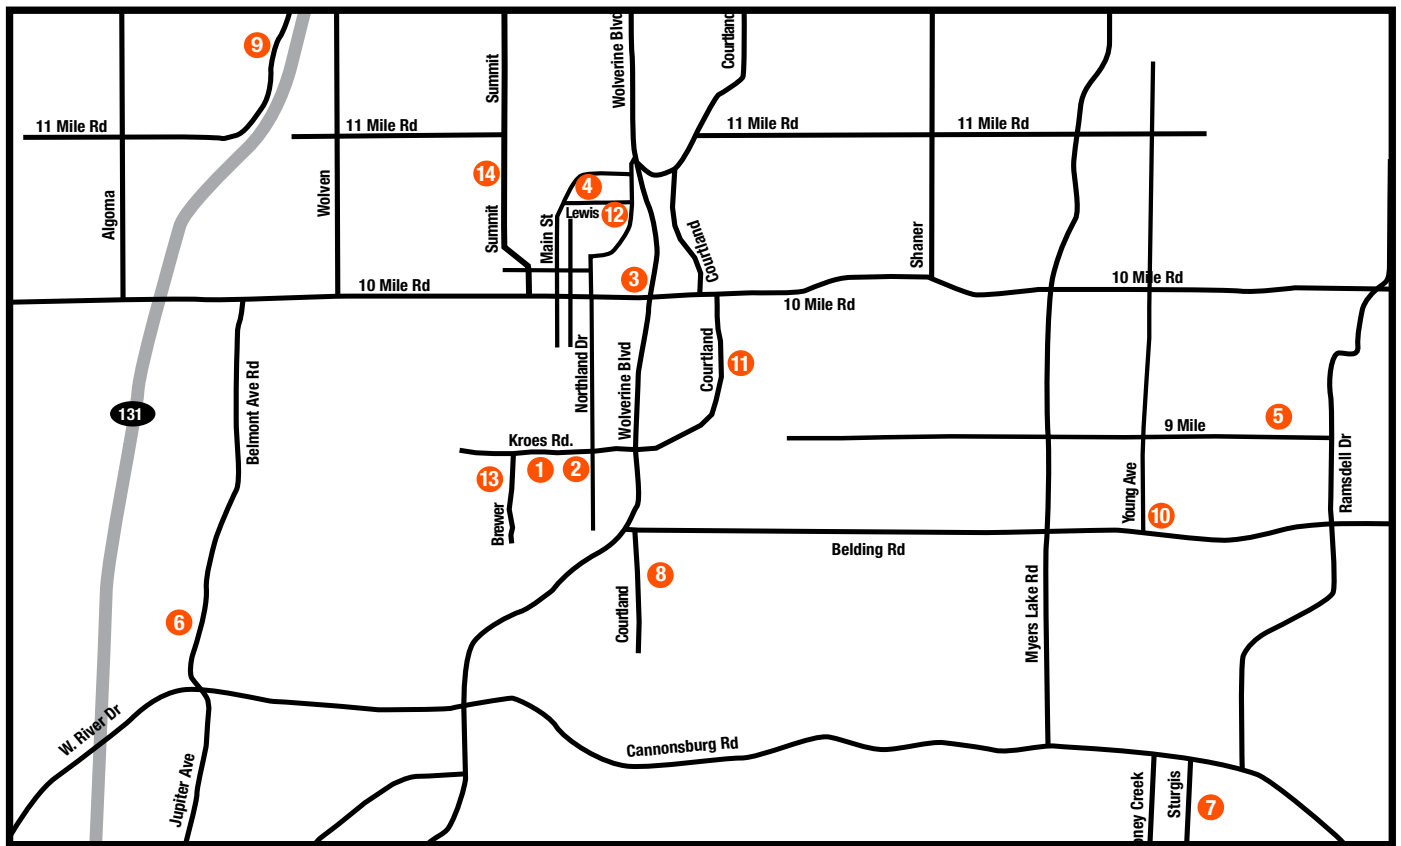 9
Summit
Wolverine Blvd
Courtland
11 Mile Rd
11 Mile Rd
11 Mile Rd
11 Mile Rd
14
4
Lewis
12
Algoma
Wolven
Summit
Main St
Courtland
Shaner
3
10 Mile Rd
10 Mile Rd
10 Mile Rd
131
Belmont Ave Rd
Northland Dr
Wolverine Blvd
Courtland
11
5
9 Mile
Kroes Rd.
13
1
2
Brewer
Young Ave
10
Ramsdell Dr
Belding Rd
8
Courtland
Myers Lake Rd
6
W. River Dr
Cannonsburg Rd
Jupiter Ave
oney Creek
Sturgis
7